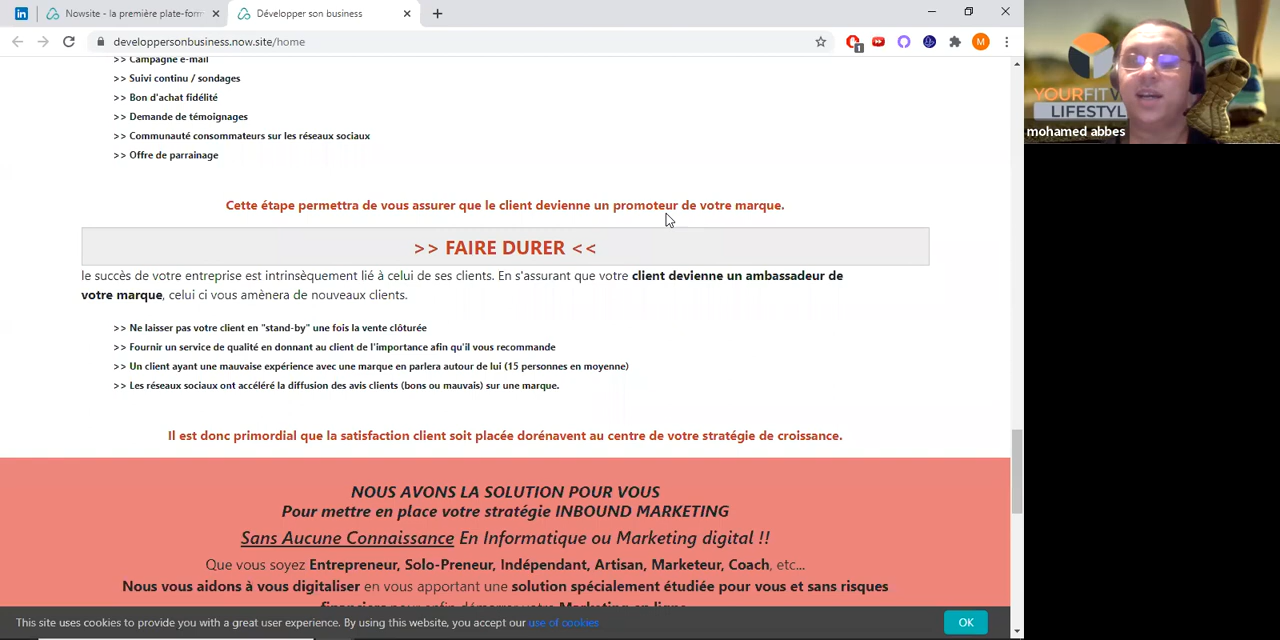 Nowsite - la première plate-form
Développer son business
developpersonbusiness.now.site/home
1
M
>> Campagne e-mail
>> Suivi continu / sondages
>> Bon d'achat fidélité
>> Demande de témoignages
>> Communauté consommateurs sur les réseaux sociaux
>> Offre de parrainage
Cette étape permettra de vous assurer que le client devienne un promoteur de votre marque.
>> FAIRE DURER <<
le succès de votre entreprise est intrinsèquement lié à celui de ses clients. En s'assurant que votre client devienne un ambassadeur de
votre marque, celui ci vous amènera de nouveaux clients.
>> Ne laisser pas votre client en "stand-by" une fois la vente clôturée
>> Fournir un service de qualité en donnant au client de l'importance afin qu'il vous recommande
>> Un client ayant une mauvaise expérience avec une marque en parlera autour de lui (15 personnes en moyenne)
>> Les réseaux sociaux ont accéléré la diffusion des avis clients (bons ou mauvais) sur une marque.
Il est donc primordial que la satisfaction client soit placée dorénavent au centre de votre stratégie de croissance.
NOUS AVONS LA SOLUTION POUR VOUS
Pour mettre en place votre stratégie INBOUND MARKETING
Sans Aucune Connaissance En Informatique ou Marketing digital !!
Que vous soyez Entrepreneur, Solo-Preneur, Indépendant, Artisan, Marketeur, Coach, etc...
Nous vous aidons à vous digitaliser en vous apportant une solution spécialement étudiée pour vous et sans risques
financiers pour enfin démarrer votre Marketing en ligne
This site uses cookies to provide you with a great user experience. By using this website, you accept our use of cookies
OK
YOURFIT
LIFESTYL
mohamed abbes